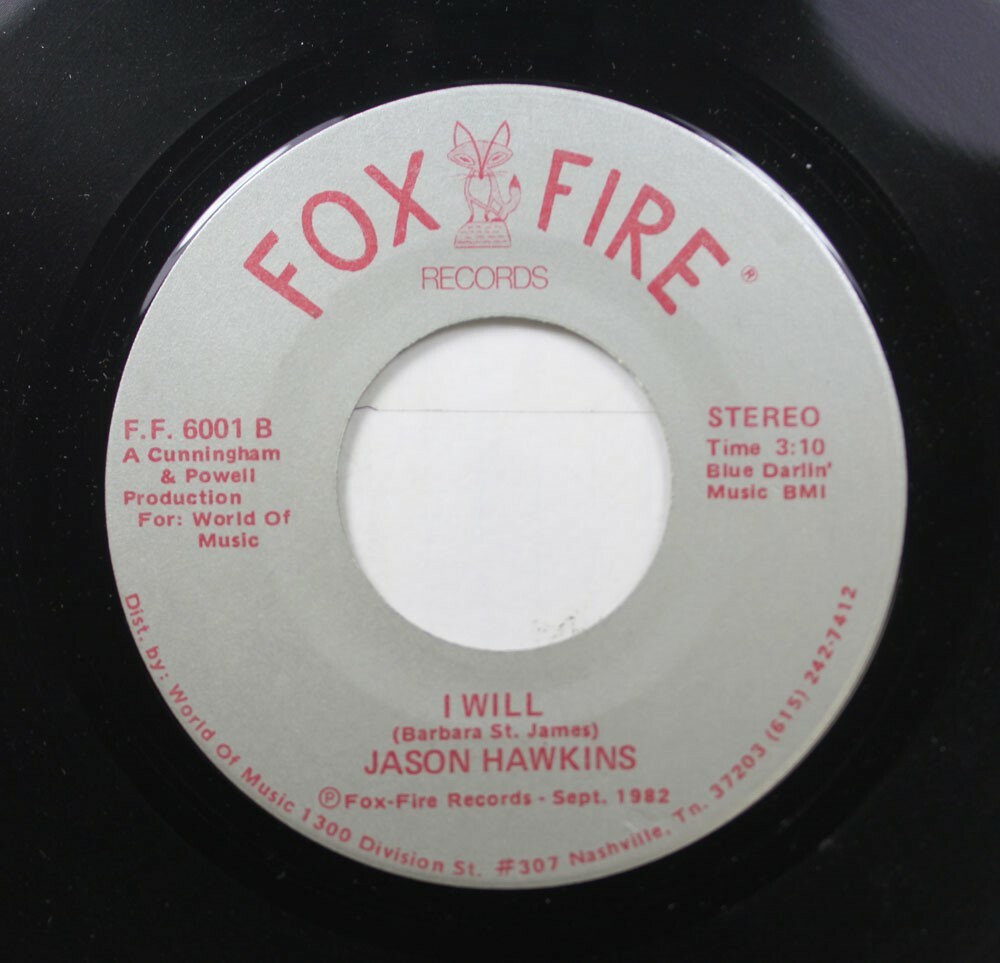 FOX FIRE ®
RECORDS
F.F. 6001 B
A Cunningham
& Powell
Production
For: World Of
Music
STEREO
Time 3:10
Blue Darlin'
Music BMI
I WILL
(Barbara St. James)
JASON HAWKINS
Ⓟ Fox-Fire Records - Sept. 1982
Dist. by: World Of Music 1300 Division St. #307 Nashville, Tn. 37203 (615) 242-7412